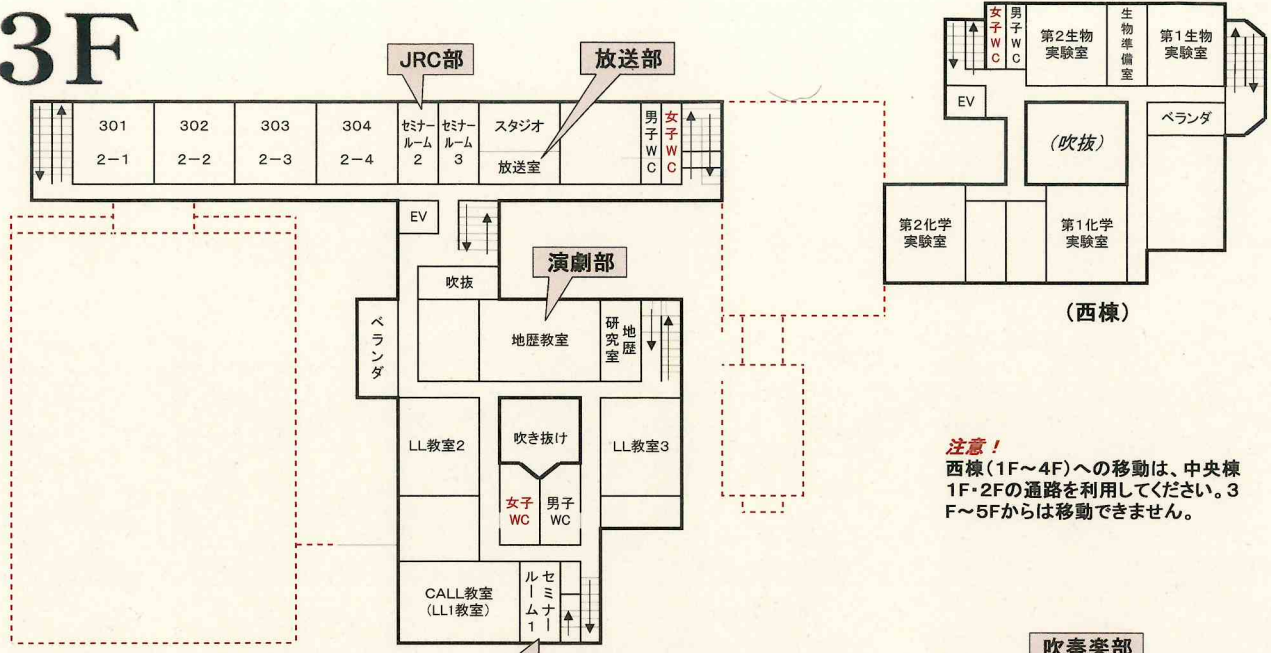 3F
JRC部
放送部
301
2-1
302
2-2
303
2-3
304
2-4
セミナー
ルーム
2
セミナー
ルーム
3
スタジオ
放送室
男子WC
女子WC
EV
吹抜
演劇部
地歴教室
地歴
研究室
ベランダ
LL教室2
吹き抜け
LL教室3
女子
WC
男子
WC
CALL教室
(LL1教室)
セミナー
ルーム1
女子WC
男子WC
第2生物
実験室
生物準備室
第1生物
実験室
EV
ベランダ
(吹抜)
第2化学
実験室
第1化学
実験室
(西棟)
注意！
西棟(1F～4F)への移動は、中央棟
1F・2Fの通路を利用してください。3
F～5Fからは移動できません。
吹奏楽部